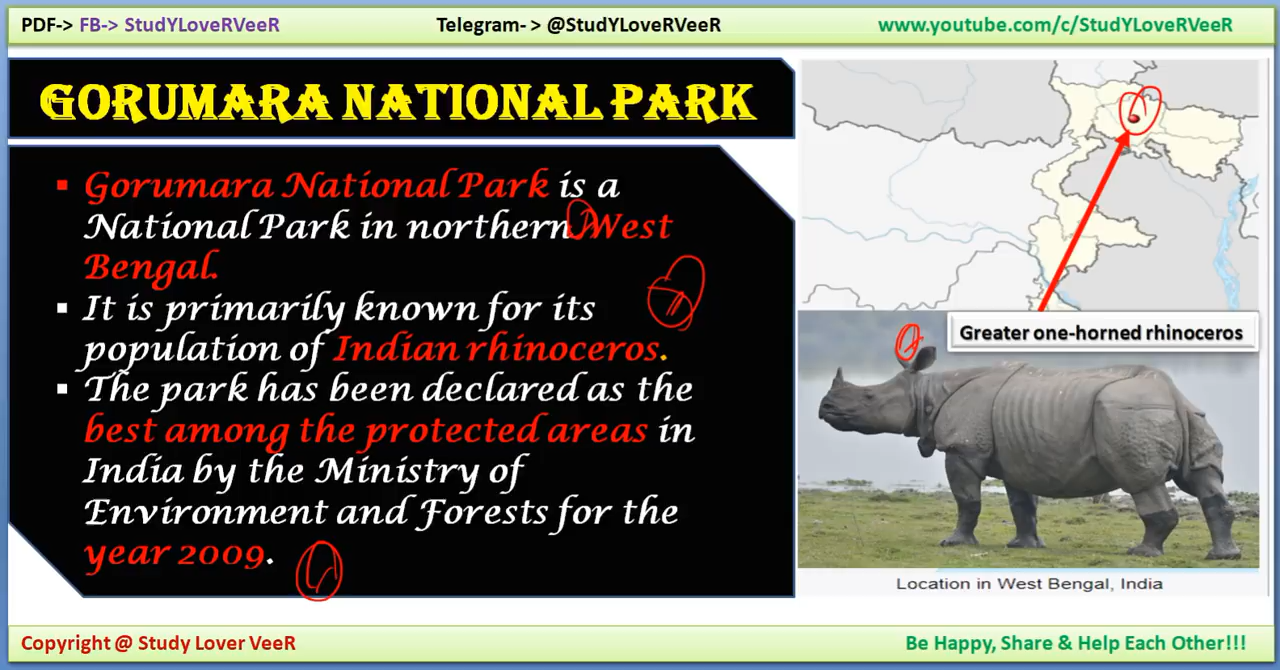 PDF-> FB-> StudYLoveRVeeR
Telegram- > @StudYLoveRVeeR
www.youtube.com/c/StudYLoveRVeeR
GORUMARA NATIONAL PARK
▪ Gorumara National Park is a
National Park in northern West
Bengal.
▪ It is primarily known for its
population of Indian rhinoceros.
▪ The park has been declared as the
best among the protected areas in
India by the Ministry of
Environment and Forests for the
year 2009.
Greater one-horned rhinoceros
Location in West Bengal, India
Copyright @ Study Lover VeeR
Be Happy, Share & Help Each Other!!!